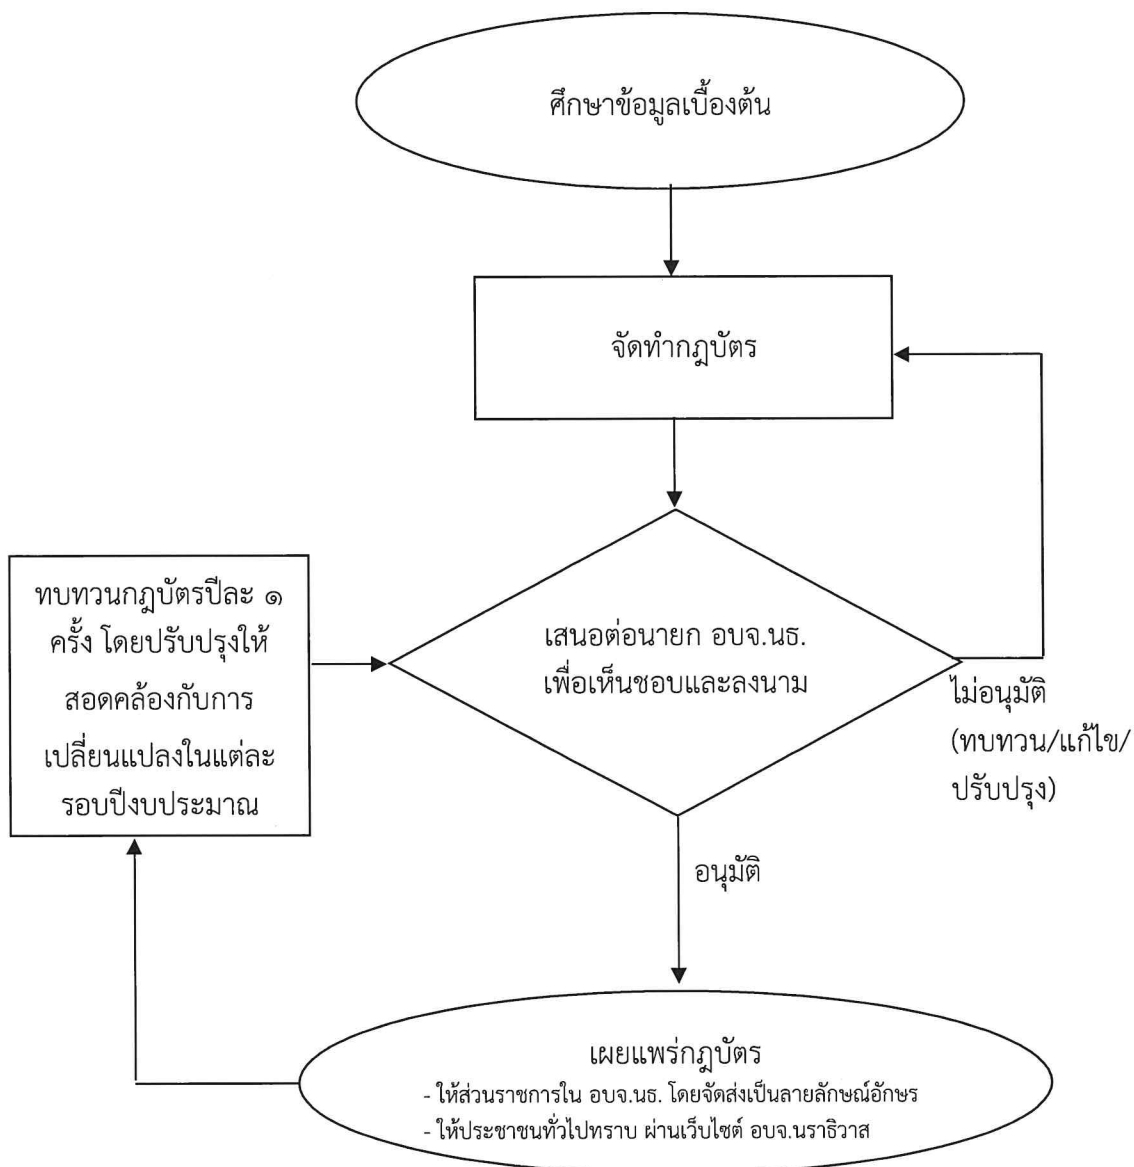 ศึกษาข้อมูลเบื้องต้น
จัดทำกฎบัตร
เสนอต่อนายก อบจ.นธ.
เพื่อเห็นชอบและลงนาม
ไม่อนุมัติ
(ทบทวน/แก้ไข/
ปรับปรุง)
ทบทวนกฎบัตรปีละ ๑
ครั้ง โดยปรับปรุงให้
สอดคล้องกับการ
เปลี่ยนแปลงในแต่ละ
รอบปีงบประมาณ
อนุมัติ
เผยแพร่กฎบัตร
- ให้ส่วนราชการใน อบจ.นธ. โดยจัดส่งเป็นลายลักษณ์อักษร
- ให้ประชาชนทั่วไปทราบ ผ่านเว็บไซต์ อบจ.นราธิวาส